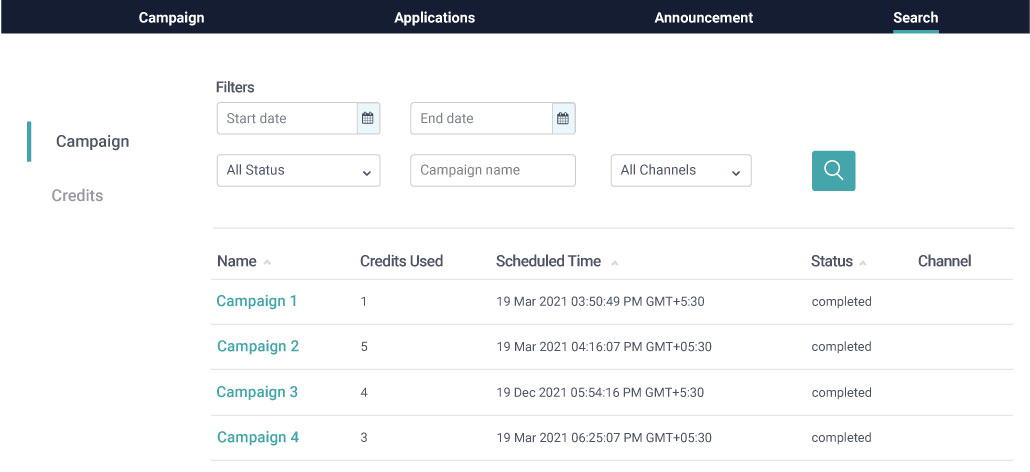 Campaign Applications Announcement Search
Filters
Start date End date
Campaign
All Status Campaign name All Channels
Credits
Name Credits Used Scheduled Time Status Channel
Campaign 1 1 19 Mar 2021 03:50:49 PM GMT+5:30 completed
Campaign 2 5 19 Mar 2021 04:16:07 PM GMT+05:30 completed
Campaign 3 4 19 Dec 2021 05:54:16 PM GMT+5:30 completed
Campaign 4 3 19 Mar 2021 06:25:07 PM GMT+05:30 completed